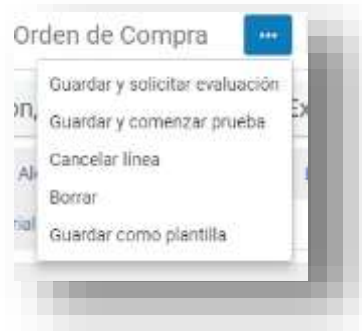 Orden de Compra ...
Guardar y solicitar evaluación
Guardar y comenzar prueba
Cancelar línea
Borrar
Guardar como plantilla